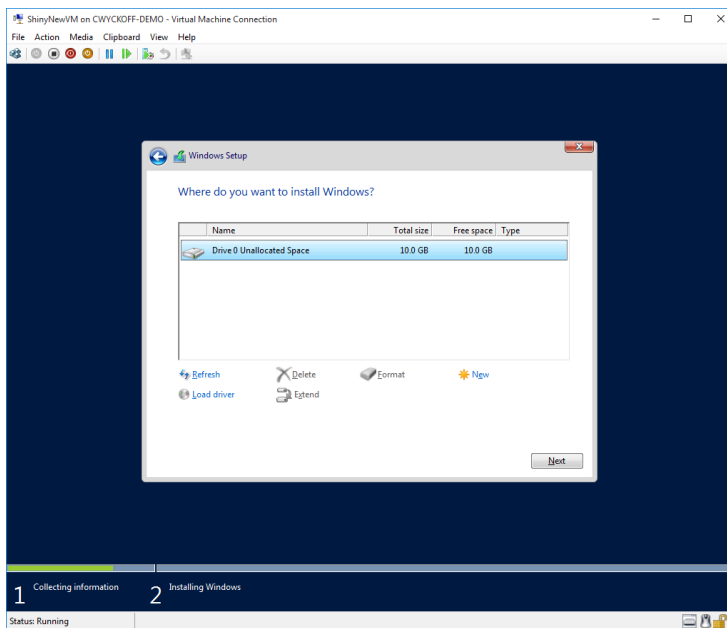 ShinyNewVM on CWYCKOFF-DEMO - Virtual Machine Connection
File Action Media Clipboard View Help
Windows Setup
Where do you want to install Windows?
Name Total size Free space Type
Drive 0 Unallocated Space 10.0 GB 10.0 GB
Refresh Delete Format New
Load driver Extend
Next
1 Collecting information 2 Installing Windows
Status: Running